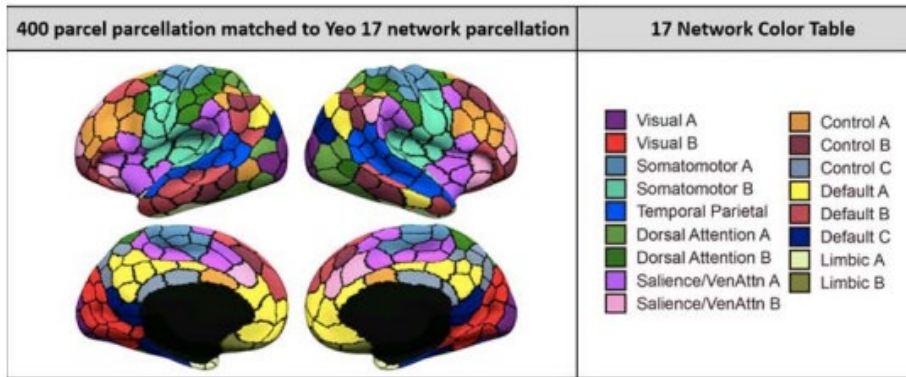 400 parcel parcellation matched to Yeo 17 network parcellation
17 Network Color Table
Visual A
Visual B
Somatomotor A
Somatomotor B
Temporal Parietal
Dorsal Attention A
Dorsal Attention B
Salience/VenAttn A
Salience/VenAttn B
Control A
Control B
Control C
Default A
Default B
Default C
Limbic A
Limbic B